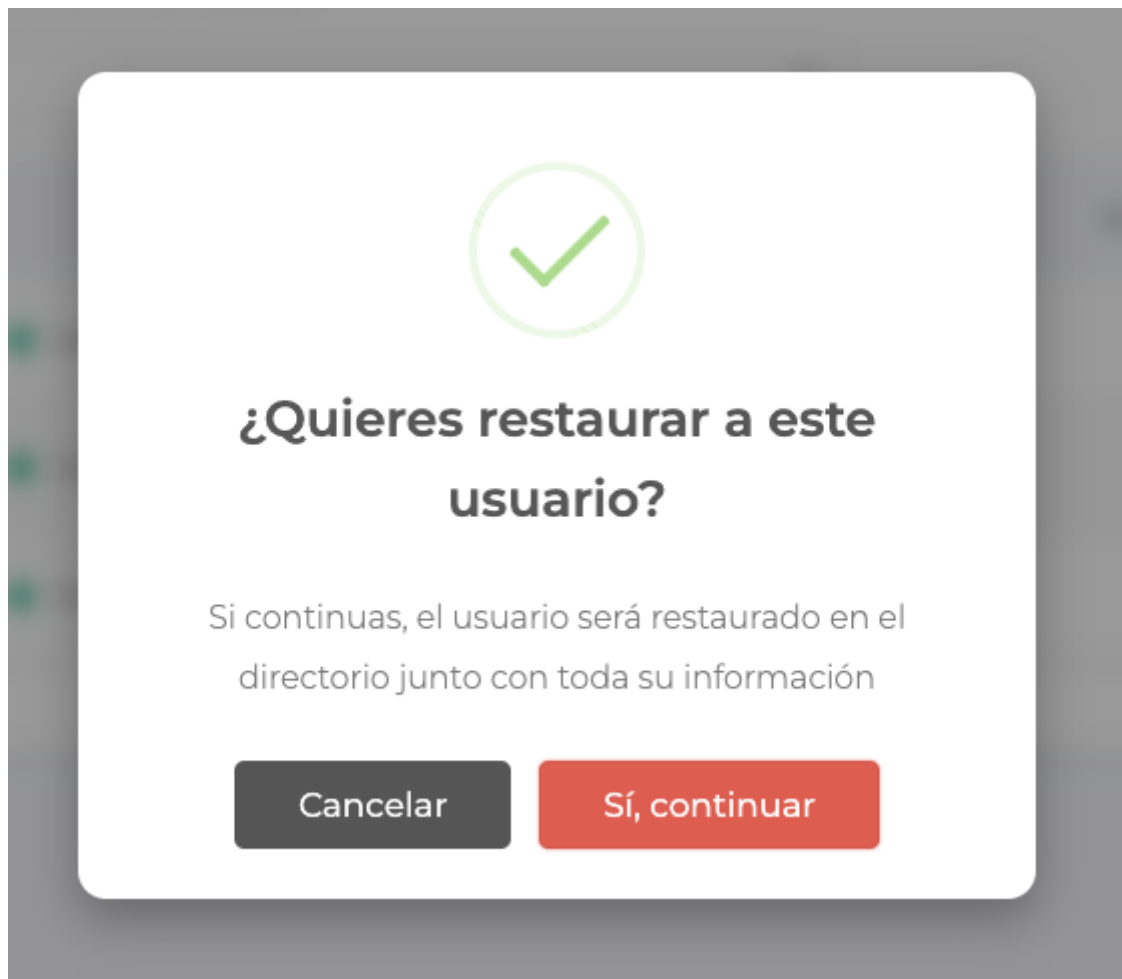 ¿Quieres restaurar a este
usuario?
Si continuas, el usuario será restaurado en el
directorio junto con toda su información
Cancelar
Sí, continuar